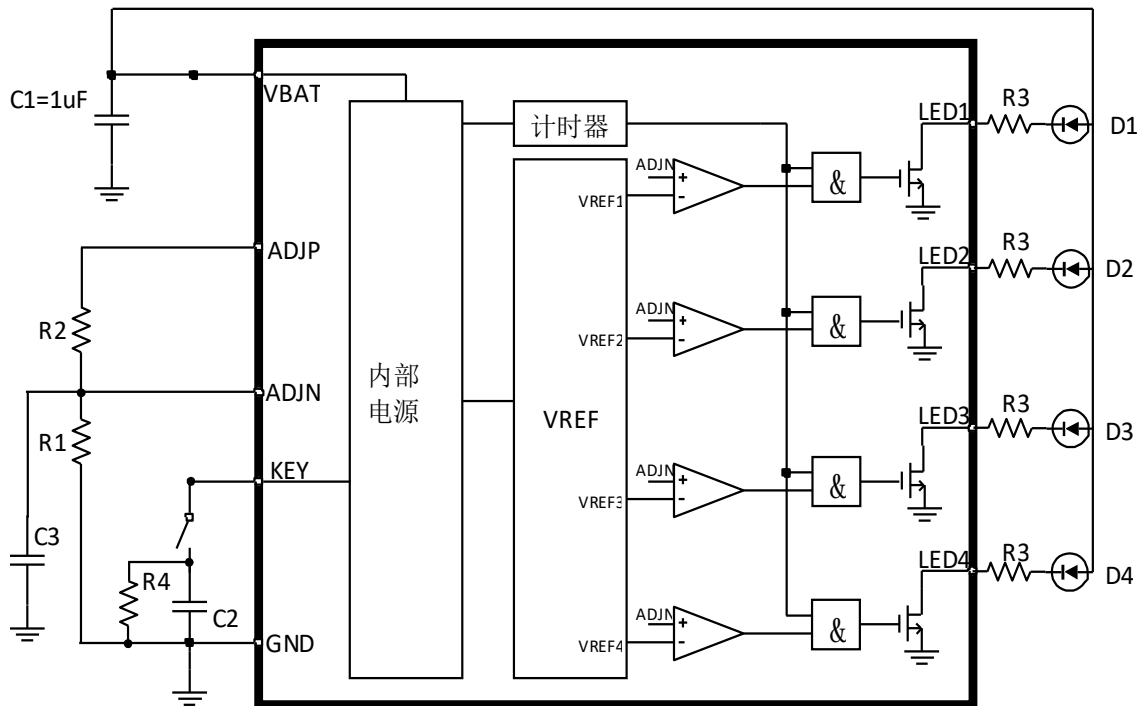 C1=1uF
VBAT
计时器
LED1
R3
D1
ADJN
+
-
VREF1
&
ADJP
LED2
R3
D2
R2
ADJN
+
-
VREF2
&
ADJN
内部
电源
VREF
LED3
R3
D3
R1
KEY
ADJN
+
-
VREF3
&
C3
R4
C2
LED4
R3
D4
GND
ADJN
+
-
VREF4
&